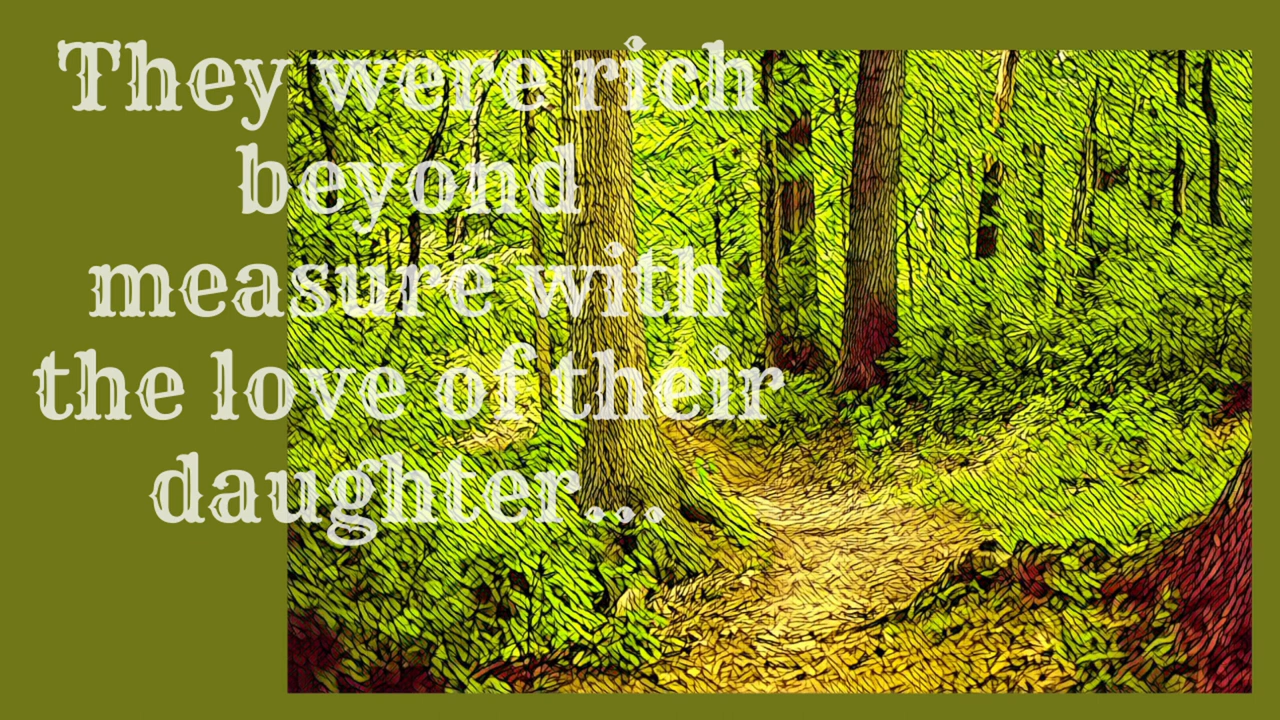 They were rich
beyond
measure with
the love of their
daughter...